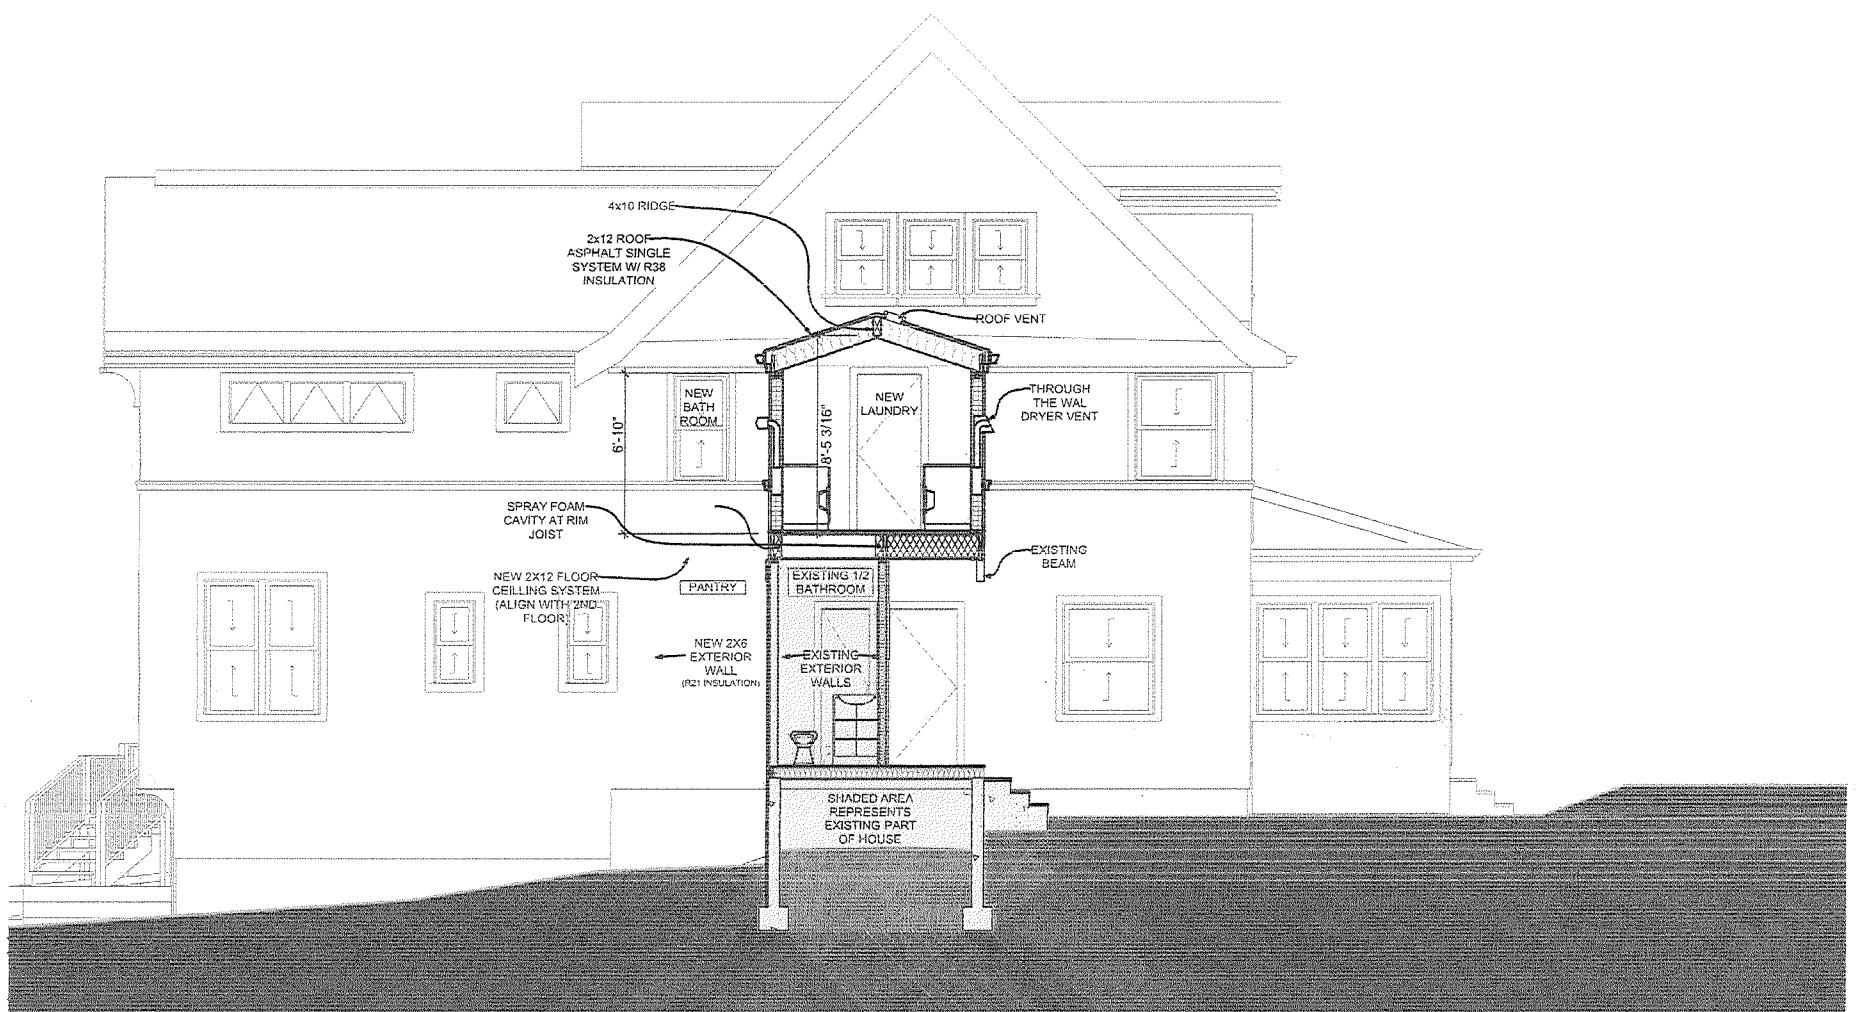 4x10 RIDGE
2x12 ROOF
ASPHALT SINGLE
SYSTEM W/ R38
INSULATION
ROOF VENT
NEW
BATH
ROOM
NEW
LAUNDRY
THROUGH
THE WAL
DRYER VENT
6'-10"
8'-5 3/16"
SPRAY FOAM
CAVITY AT RIM
JOIST
EXISTING
BEAM
NEW 2X12 FLOOR
CEILLING SYSTEM
(ALIGN WITH 2ND
FLOOR)
PANTRY
EXISTING 1/2
BATHROOM
NEW 2X6
EXTERIOR
WALL
(R21 INSULATION)
EXISTING
EXTERIOR
WALLS
SHADED AREA
REPRESENTS
EXISTING PART
OF HOUSE